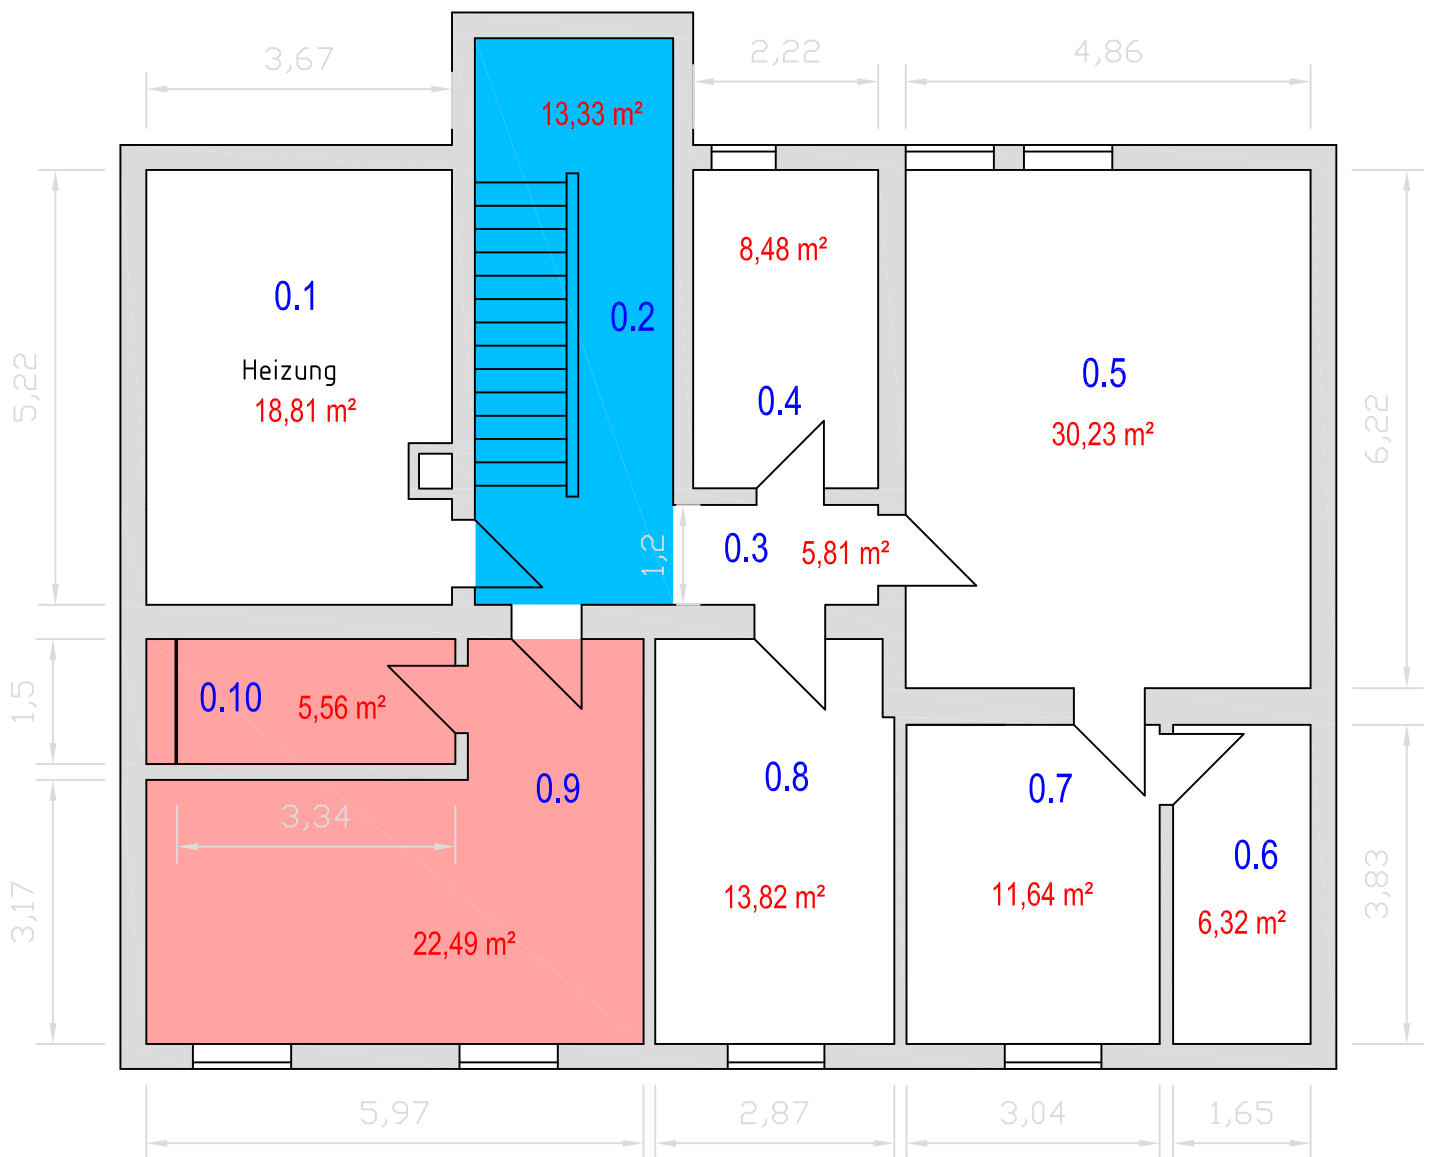 3,67
2,22
4,86
13,33 m²
8,48 m²
0.1
0.2
Heizung
18,81 m²
5,22
0.4
0.5
30,23 m²
6,22
1,2
0.3
5,81 m²
1,5
0.10
5,56 m²
0.9
0.8
0.7
3,34
0.6
3,17
22,49 m²
13,82 m²
11,64 m²
6,32 m²
3,83
5,97
2,87
3,04
1,65